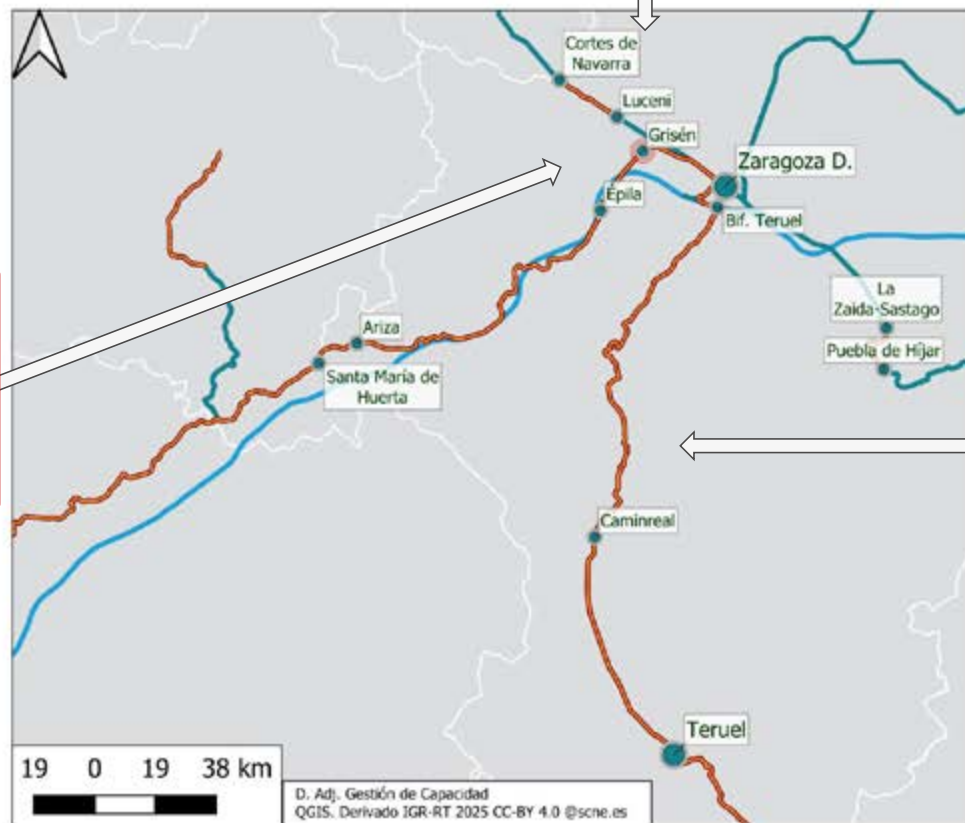 Cortes de
Navarra
Luceni
Grisén
Zaragoza D.
Épila
Bif. Teruel
La
Zaida-Sastago
Ariza
Puebla de Híjar
Santa María de
Huerta
Caminreal
Teruel
19 0 19 38 km
D. Adj. Gestión de Capacidad
QGIS. Derivado IGR-RT 2025 CC-BY 4.0 @scne.es